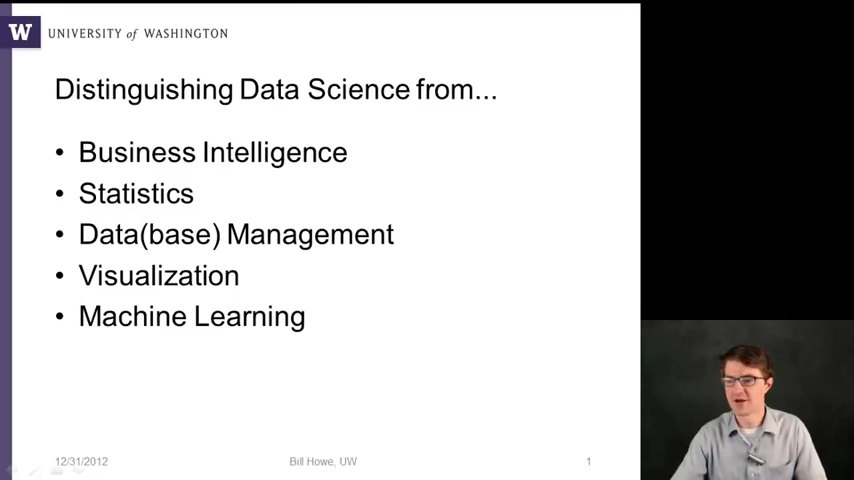 W UNIVERSITY of WASHINGTON
Distinguishing Data Science from...
• Business Intelligence
• Statistics
• Data(base) Management
• Visualization
• Machine Learning
12/31/2012 Bill Howe, UW 1